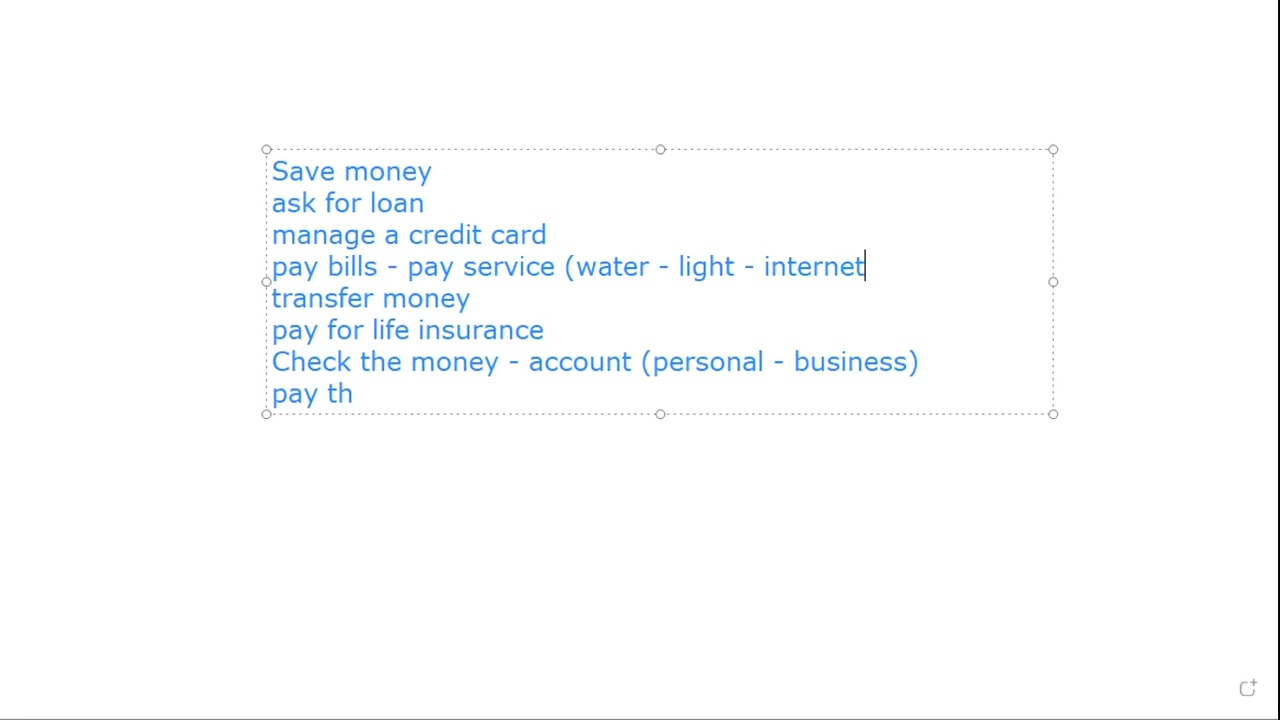 Save money
ask for loan
manage a credit card
pay bills - pay service (water - light - internet
transfer money
pay for life insurance
Check the money - account (personal - business)
pay th